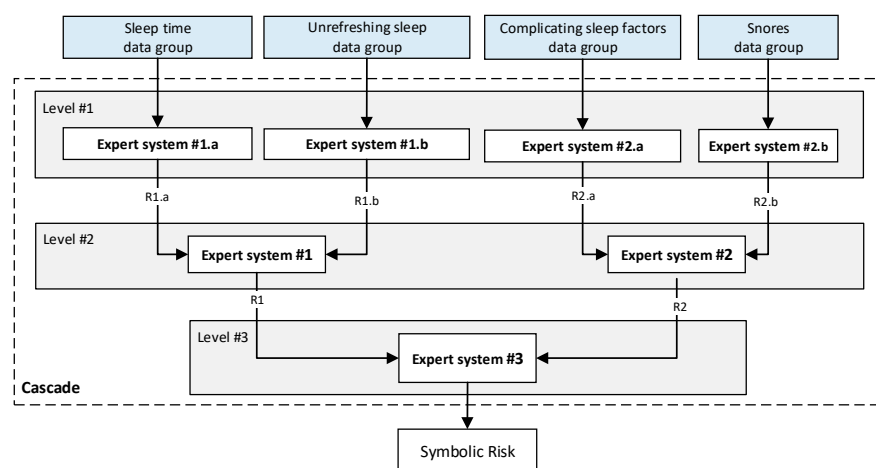 Sleep time
data group
Unrefreshing sleep
data group
Complicating sleep factors
data group
Snores
data group
Level #1
Expert system #1.a
Expert system #1.b
Expert system #2.a
Expert system #2.b
R1.a
R1.b
R2.a
R2.b
Level #2
Expert system #1
Expert system #2
R1
R2
Level #3
Expert system #3
Cascade
Symbolic Risk